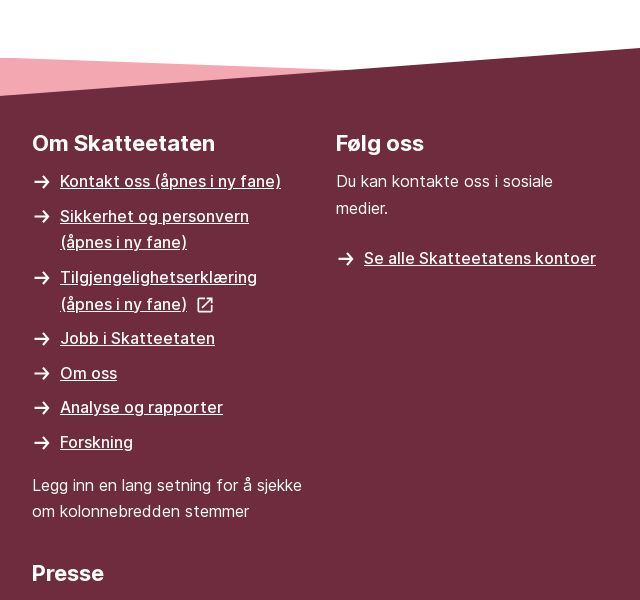 Om Skatteetaten
Kontakt oss (åpnes i ny fane)
Sikkerhet og personvern
(åpnes i ny fane)
Tilgjengelighetserklæring
(åpnes i ny fane)
Jobb i Skatteetaten
Om oss
Analyse og rapporter
Forskning
Legg inn en lang setning for å sjekke
om kolonnebredden stemmer
Presse
Følg oss
Du kan kontakte oss i sosiale
medier.
Se alle Skatteetatens kontoer